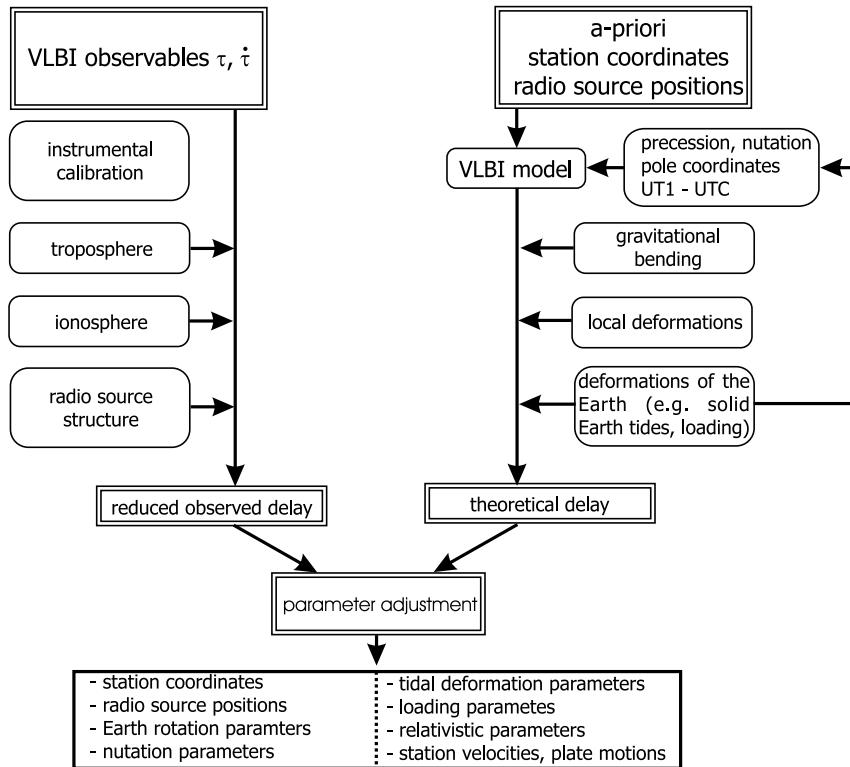 VLBI observables τ, τ̇
a-priori
station coordinates
radio source positions
instrumental
calibration
VLBI model
precession, nutation
pole coordinates
UT1 - UTC
troposphere
gravitational
bending
ionosphere
local deformations
radio source
structure
deformations of the
Earth (e.g. solid
Earth tides, loading)
reduced observed delay
theoretical delay
parameter adjustment
- station coordinates
- radio source positions
- Earth rotation paramters
- nutation parameters
- tidal deformation parameters
- loading parametes
- relativistic parameters
- station velocities, plate motions